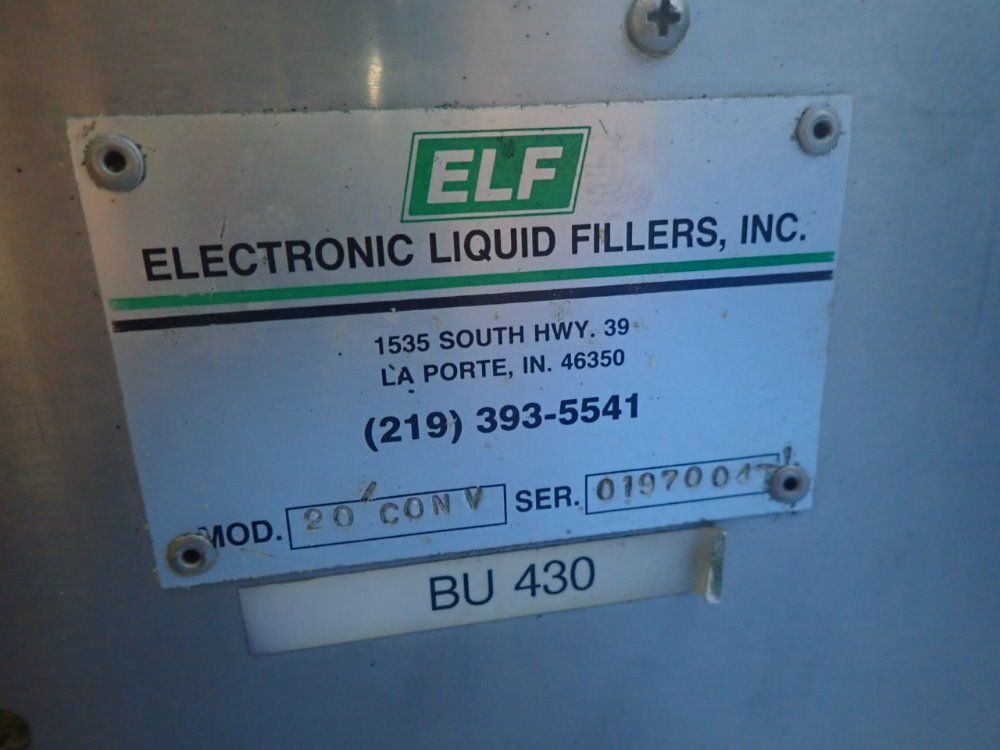 ELF
ELECTRONIC LIQUID FILLERS, INC.
1535 SOUTH HWY. 39
LA PORTE, IN. 46350
(219) 393-5541
MOD. 20' CONV SER.
BU 430